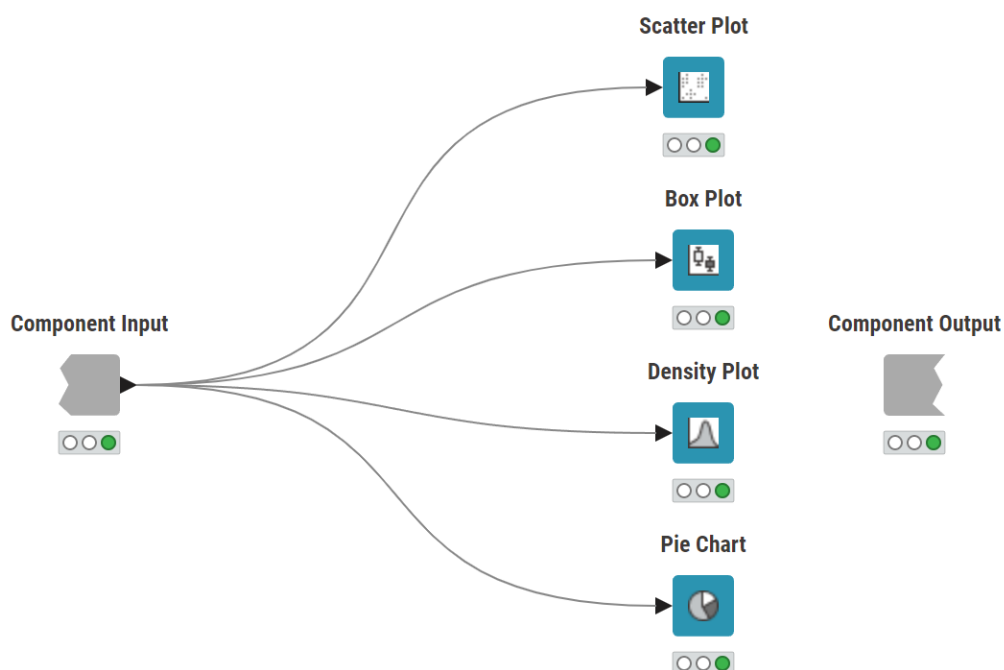 Scatter Plot
Box Plot
Component Input
Component Output
Density Plot
Pie Chart